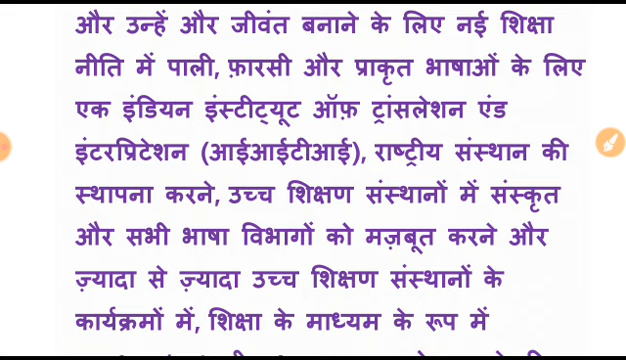 और उन्हें और जीवंत बनाने के लिए नई शिक्षा
नीति में पाली, फ़ारसी और प्राकृत भाषाओं के लिए
एक इंडियन इंस्टीट्यूट ऑफ़ ट्रांसलेशन एंड
इंटरप्रिटेशन (आईआईटीआई), राष्ट्रीय संस्थान की
स्थापना करने, उच्च शिक्षण संस्थानों में संस्कृत
और सभी भाषा विभागों को मज़बूत करने और
ज़्यादा से ज़्यादा उच्च शिक्षण संस्थानों के
कार्यक्रमों में, शिक्षा के माध्यम के रूप में